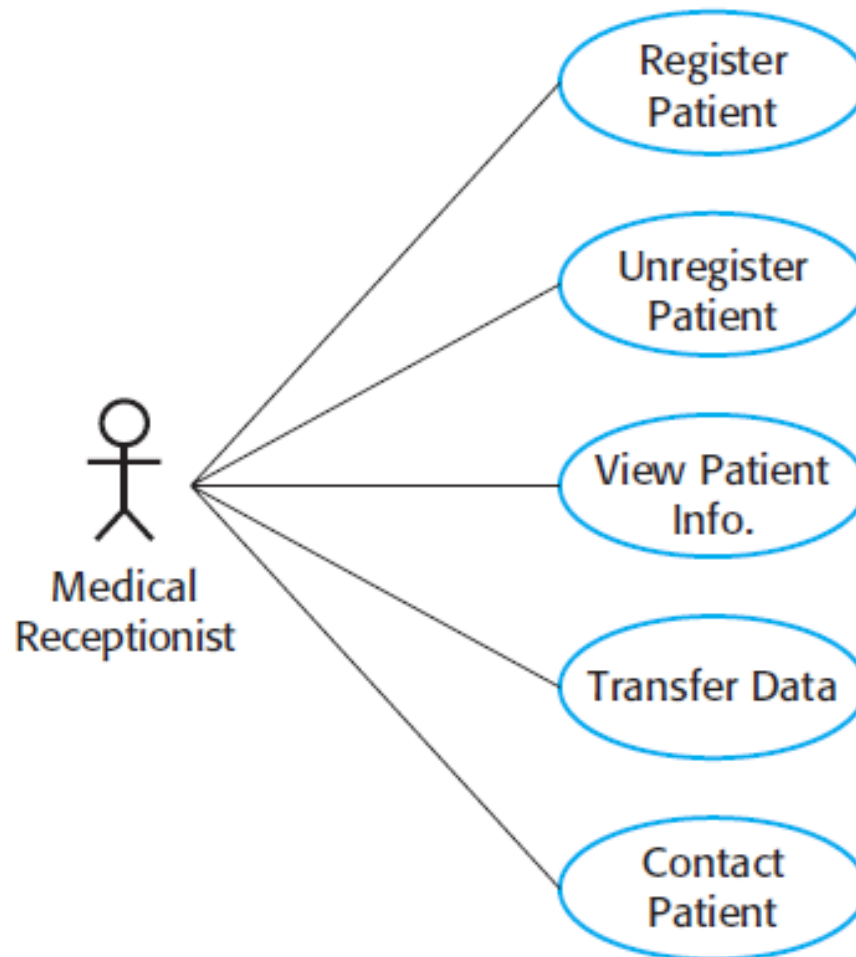 Register
Patient
Unregister
Patient
View Patient
Info.
Medical
Receptionist
Transfer Data
Contact
Patient